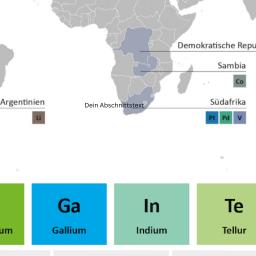 Demokratische Repu
Sambia
Co
Argentinien
Li
Dein Abschnittstext
Südafrika
Pt Pd V
Ga
In
Te
um
Gallium
Indium
Tellur